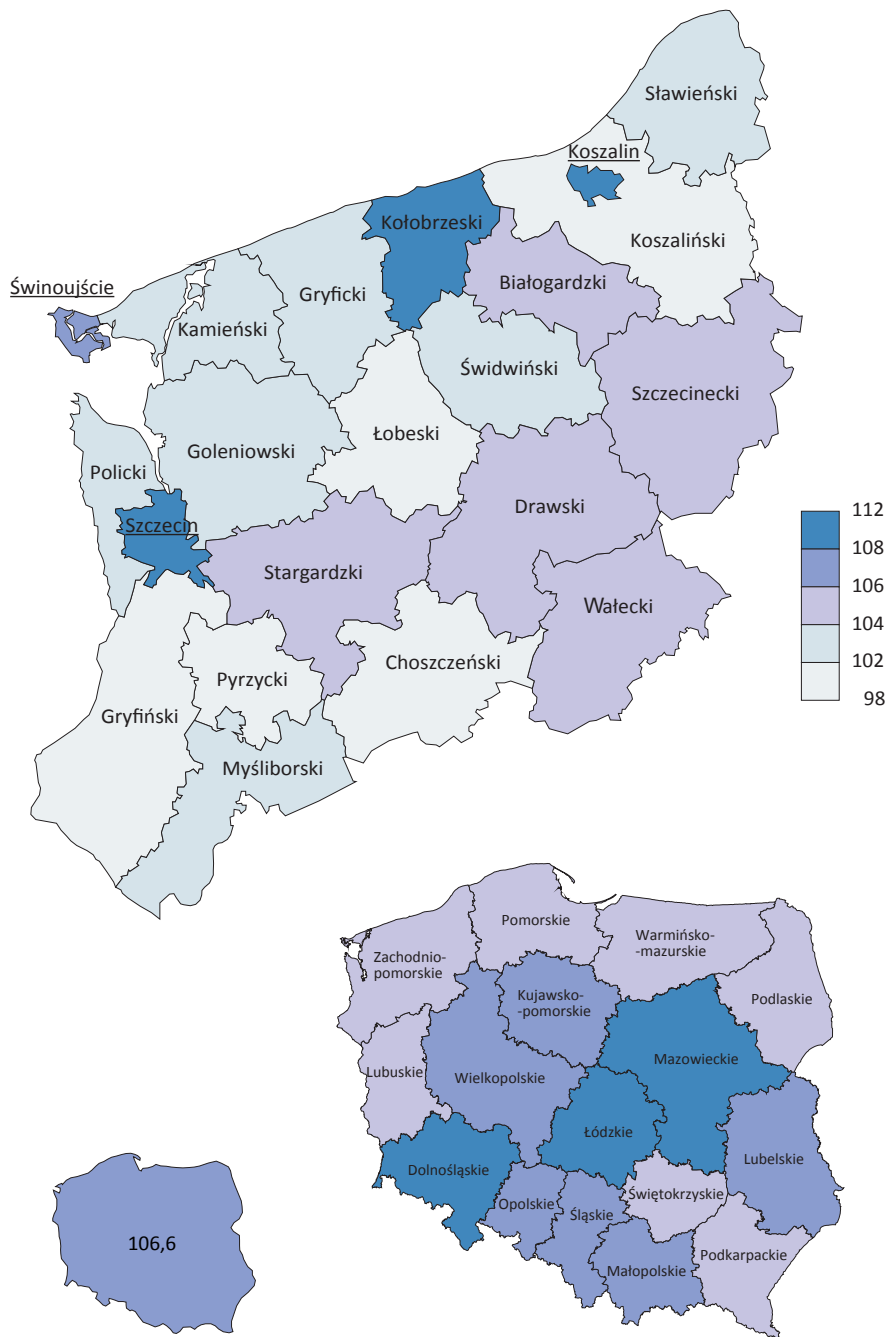 Sławieński
Koszalin
Kołobrzeski
Koszaliński
Białogardzki
Świnoujście
Gryficki
Kamieński
Świdwiński
Szczecinecki
Łobeski
Goleniowski
Policki
Drawski
Szczecin
Stargardzki
Wałecki
Choszczeński
Pyrzycki
Gryfiński
Myśliborski
112
108
106
104
102
98
Pomorskie
Warmińsko-
-mazurskie
Zachodnio-
pomorskie
Kujawsko-
-pomorskie
Podlaskie
Mazowieckie
Lubuskie
Wielkopolskie
Łódzkie
Lubelskie
Dolnośląskie
Świętokrzyskie
Opolskie
Śląskie
Podkarpackie
Małopolskie
106,6